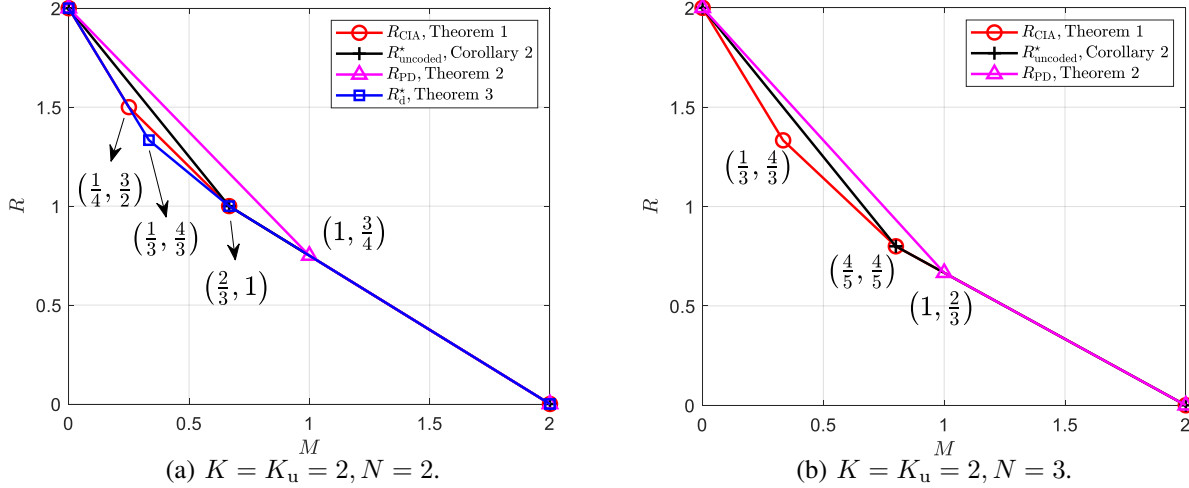 2
1.5
1
0.5
0
R
0 0.5 1 1.5 2
M
R_CIA, Theorem 1
R*_uncoded, Corollary 2
R_PD, Theorem 2
R*_d, Theorem 3
(1/4, 3/2)
(1/3, 4/3)
(2/3, 1)
(1, 3/4)
(a) K = K_u = 2, N = 2.
2
1.5
1
0.5
0
R
0 0.5 1 1.5 2
M
R_CIA, Theorem 1
R*_uncoded, Corollary 2
R_PD, Theorem 2
(1/3, 4/3)
(4/5, 4/5)
(1, 2/3)
(b) K = K_u = 2, N = 3.